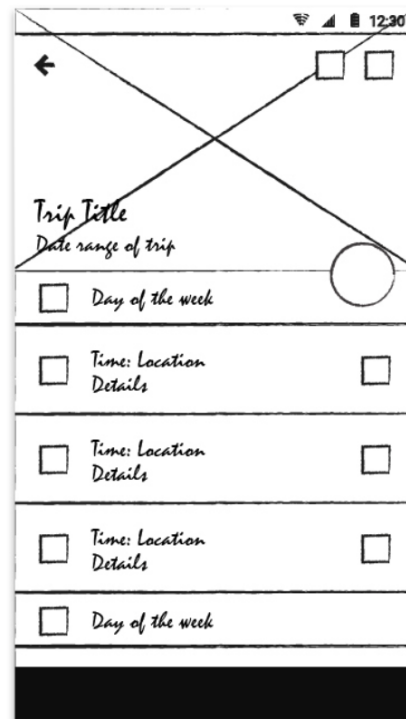 12:30
Trip Title
Date range of trip
Day of the week
Time: Location
Details
Time: Location
Details
Time: Location
Details
Day of the week